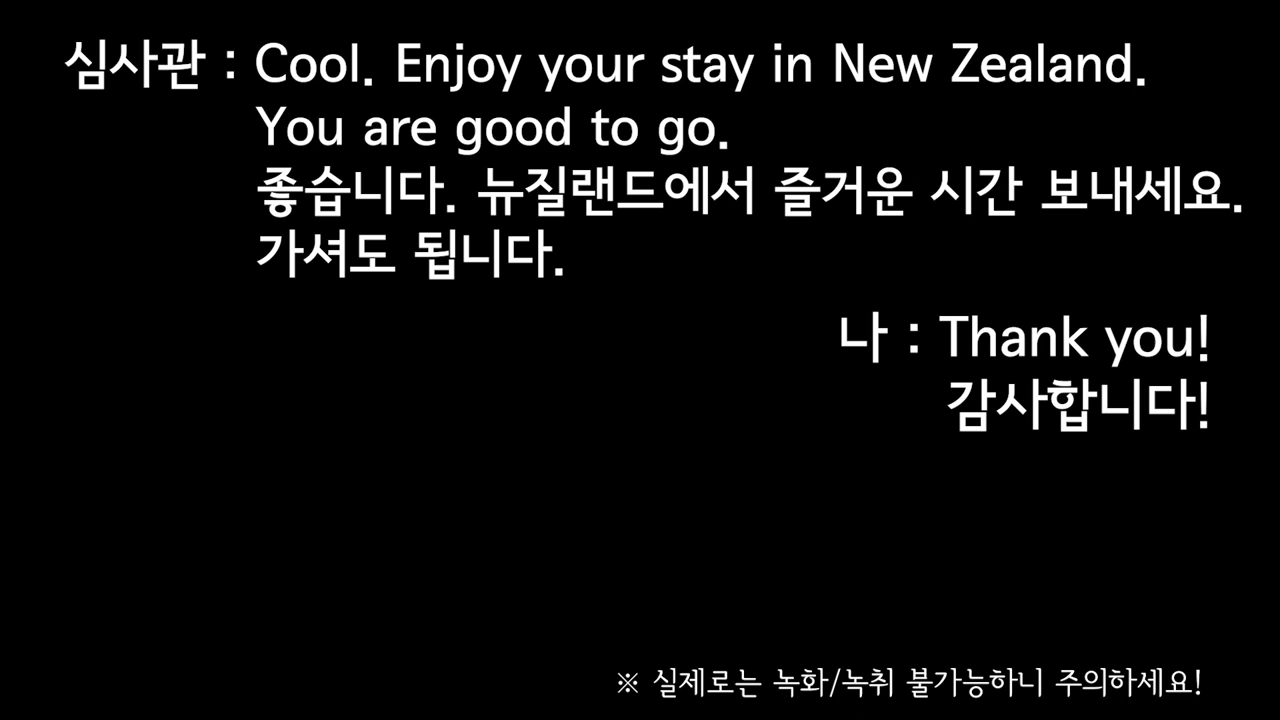 심사관 : Cool. Enjoy your stay in New Zealand.
You are good to go.
좋습니다. 뉴질랜드에서 즐거운 시간 보내세요.
가셔도 됩니다.
나 : Thank you!
감사합니다!
※ 실제로는 녹화/녹취 불가능하니 주의하세요!